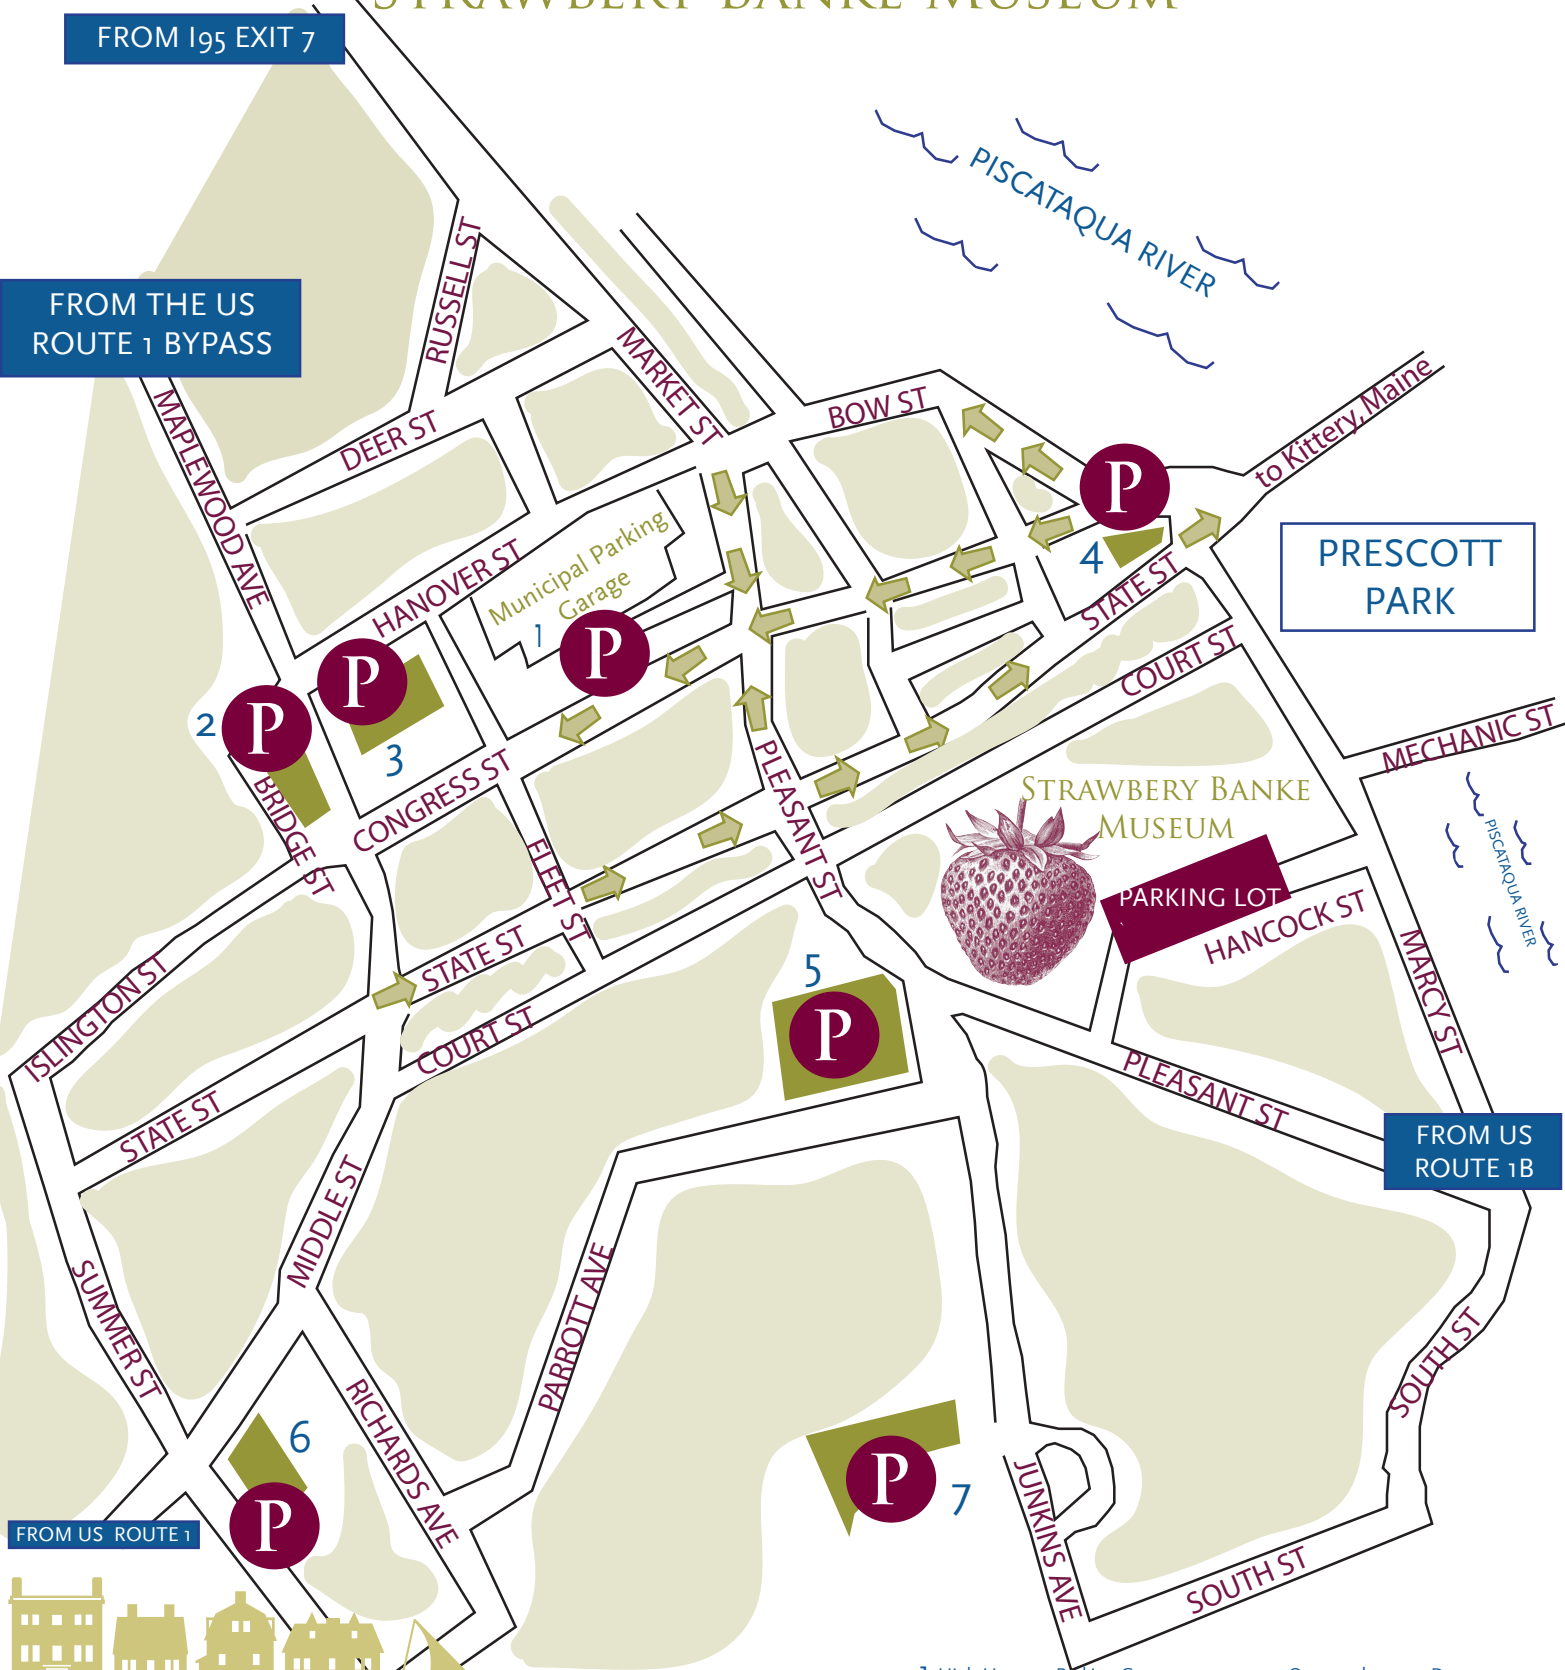 STRAWBERY BANKE MUSEUM
FROM I95 EXIT 7
PISCATAQUA RIVER
RUSSELL ST
FROM THE US
ROUTE 1 BYPASS
MARKET ST
MAPLEWOOD AVE
DEER ST
BOW ST
to Kittery, Maine
P
4
HANOVER ST
Municipal Parking
Garage
1
P
STATE ST
PRESCOTT
PARK
COURT ST
P
3
2
P
BRIDGE ST
CONGRESS ST
PLEASANT ST
FLEET ST
MECHANIC ST
STRAWBERY BANKE
MUSEUM
PISCATAQUA RIVER
PARKING LOT
HANCOCK ST
MARCY ST
STATE ST
COURT ST
ISLINGTON ST
5
P
STATE ST
PLEASANT ST
FROM US
ROUTE 1B
MIDDLE ST
SUMMER ST
PARROTT AVE
SOUTH ST
RICHARDS AVE
6
P
P
7
JUNKINS AVE
SOUTH ST
FROM US ROUTE 1